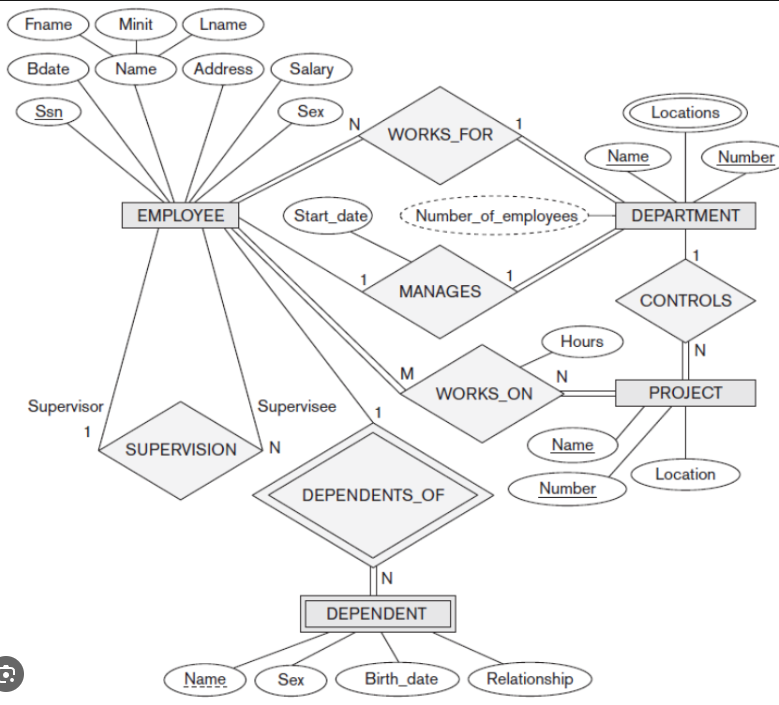 Fname
Minit
Lname
Bdate
Name
Address
Salary
Ssn
Sex
N
WORKS_FOR
1
Locations
Name
Number
EMPLOYEE
Start_date
Number_of_employees
DEPARTMENT
1
MANAGES
1
1
CONTROLS
N
Hours
M
WORKS_ON
N
PROJECT
Supervisor
1
SUPERVISION
Supervisee
N
1
Name
Number
Location
DEPENDENTS_OF
N
DEPENDENT
Name
Sex
Birth_date
Relationship